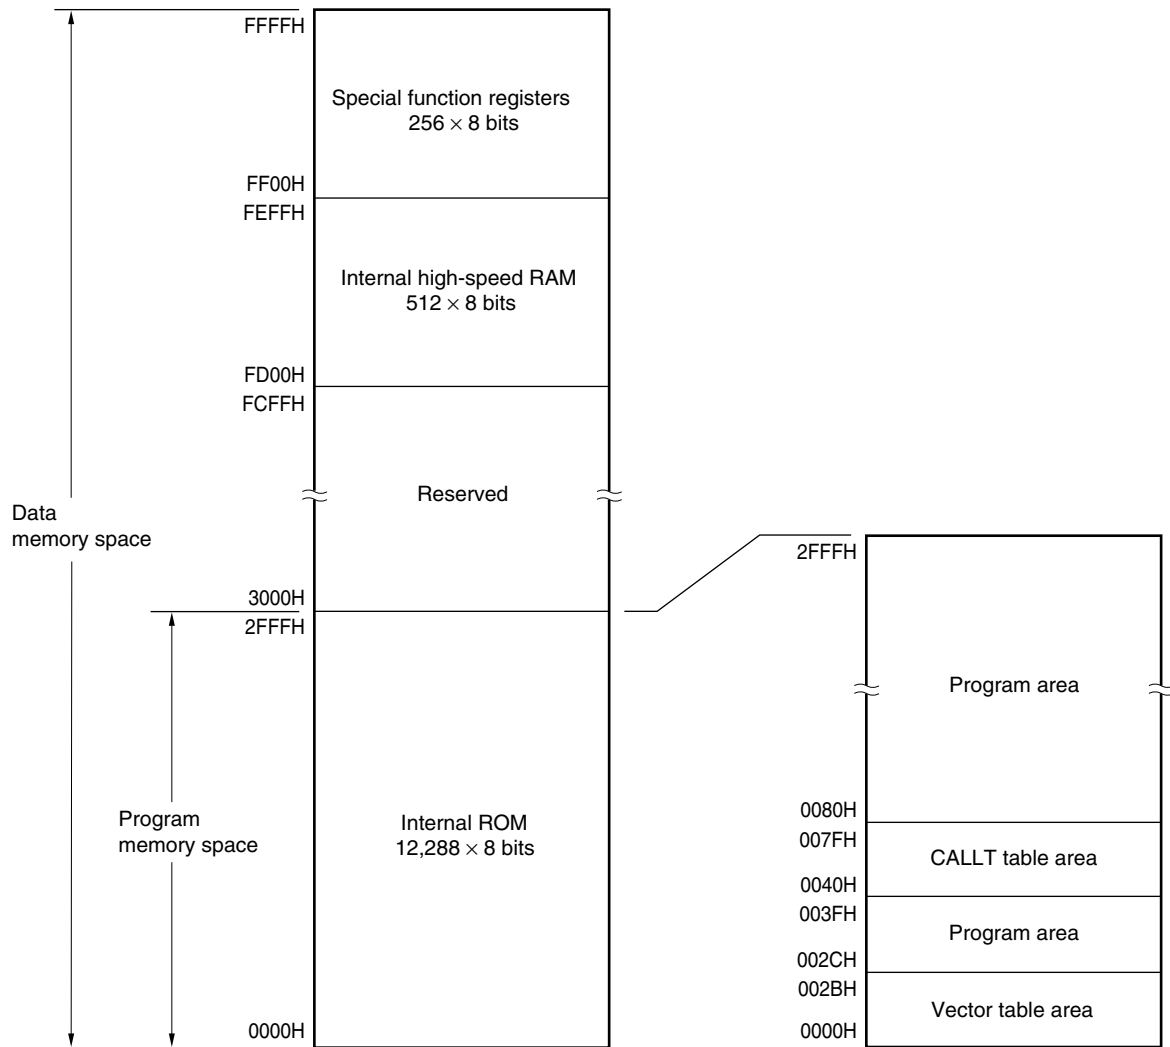 FFFFH
Special function registers
256 × 8 bits
FF00H
FEFFH
Internal high-speed RAM
512 × 8 bits
FD00H
FCFFH
Reserved
Data
memory space
3000H
2FFFH
Program
memory space
Internal ROM
12,288 × 8 bits
0000H
2FFFH
Program area
0080H
007FH
CALLT table area
0040H
003FH
Program area
002CH
002BH
Vector table area
0000H